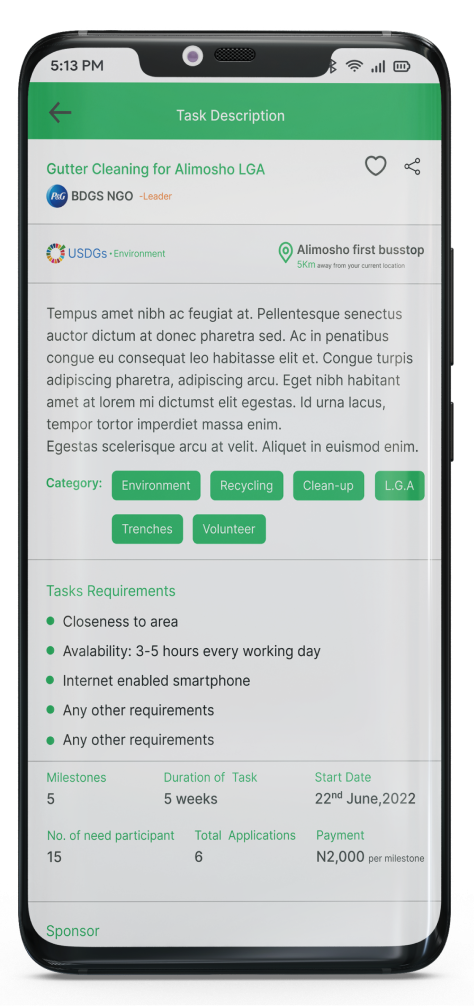 5:13 PM
Task Description
Gutter Cleaning for Alimosho LGA
P&G BDGS NGO -Leader
USDGs · Environment
Alimosho first busstop
5Km away from your current location
Tempus amet nibh ac feugiat at. Pellentesque senectus
auctor dictum at donec pharetra sed. Ac in penatibus
congue eu consequat leo habitasse elit et. Congue turpis
adipiscing pharetra, adipiscing arcu. Eget nibh habitant
amet at lorem mi dictumst elit egestas. Id urna lacus,
tempor tortor imperdiet massa enim.
Egestas scelerisque arcu at velit. Aliquet in euismod enim.
Category: Environment Recycling Clean-up L.G.A
Trenches Volunteer
Tasks Requirements
Closeness to area
Avalability: 3-5 hours every working day
Internet enabled smartphone
Any other requirements
Any other requirements
Milestones Duration of Task Start Date
5 5 weeks 22nd June,2022
No. of need participant Total Applications Payment
15 6 N2,000 per milestone
Sponsor